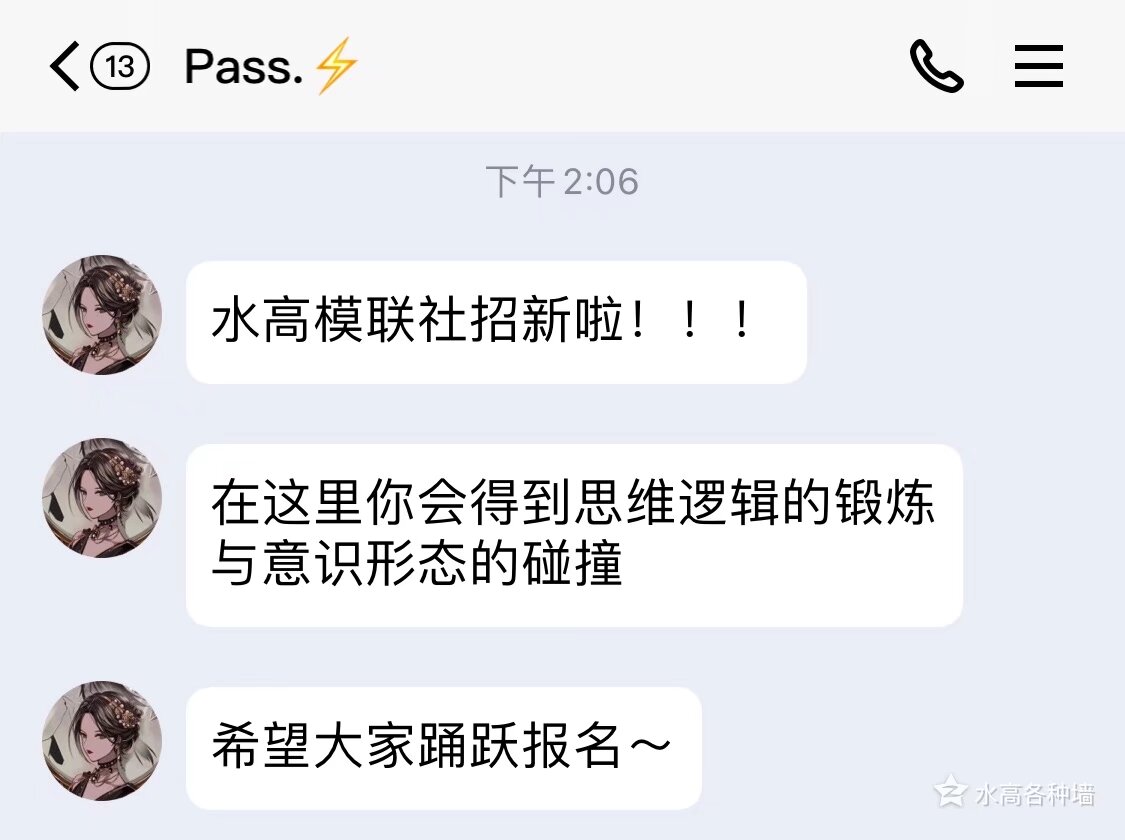 13
Pass.⚡
下午2:06
水高模联社招新啦！！！
在这里你会得到思维逻辑的锻炼
与意识形态的碰撞
希望大家踊跃报名～
水高各种墙